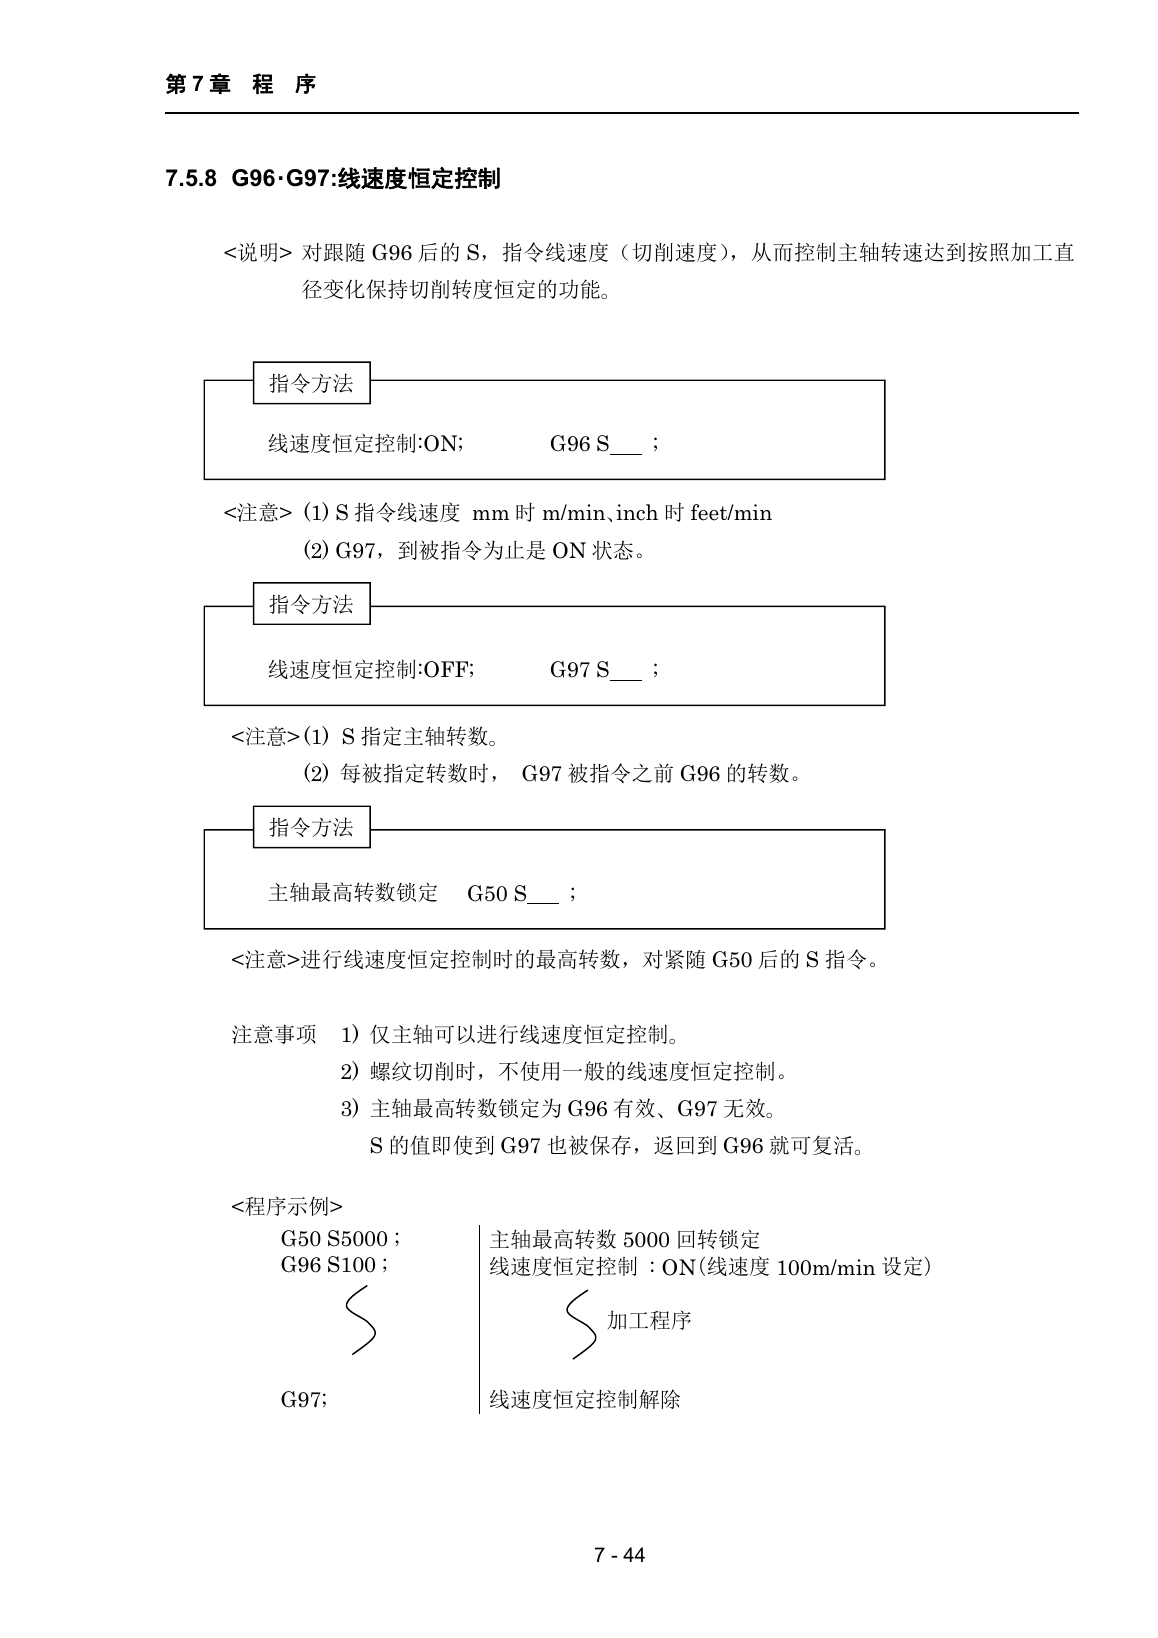 第 7 章　程　序
7.5.8 G96·G97:线速度恒定控制
<说明> 对跟随 G96 后的 S，指令线速度（切削速度），从而控制主轴转速达到按照加工直
径变化保持切削转度恒定的功能。
指令方法
线速度恒定控制:ON; G96 S___ ;
<注意> (1) S 指令线速度 mm 时 m/min、inch 时 feet/min
(2) G97，到被指令为止是 ON 状态。
指令方法
线速度恒定控制:OFF; G97 S___ ;
<注意>(1) S 指定主轴转数。
(2) 每被指定转数时， G97 被指令之前 G96 的转数。
指令方法
主轴最高转数锁定 G50 S___ ;
<注意>进行线速度恒定控制时的最高转数，对紧随 G50 后的 S 指令。
注意事项 1) 仅主轴可以进行线速度恒定控制。
2) 螺纹切削时，不使用一般的线速度恒定控制。
3) 主轴最高转数锁定为 G96 有效、G97 无效。
S 的值即使到 G97 也被保存，返回到 G96 就可复活。
<程序示例>
G50 S5000 ; 主轴最高转数 5000 回转锁定
G96 S100 ; 线速度恒定控制 : ON(线速度 100m/min 设定)
加工程序
G97; 线速度恒定控制解除
7 - 44